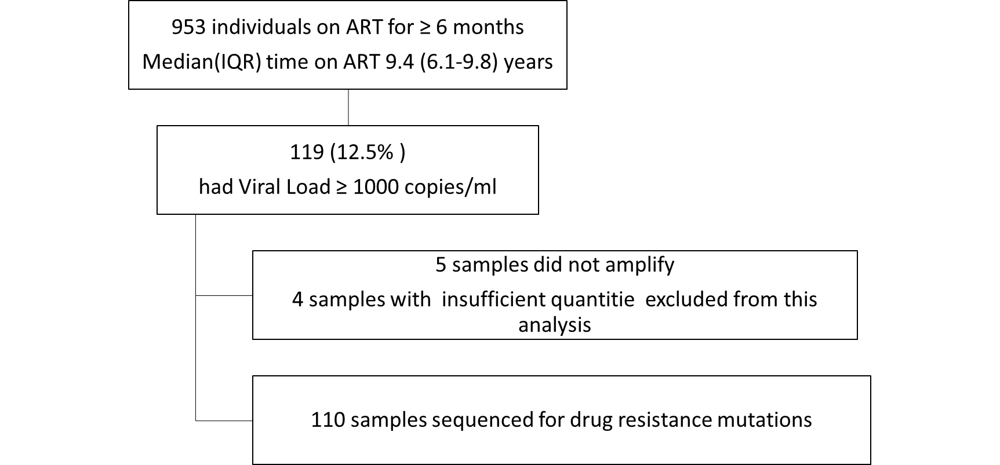 953 individuals on ART for ≥ 6 months
Median(IQR) time on ART 9.4 (6.1-9.8) years
119 (12.5% )
had Viral Load ≥ 1000 copies/ml
5 samples did not amplify
4 samples with  insufficient quantitie  excluded from this
analysis
110 samples sequenced for drug resistance mutations